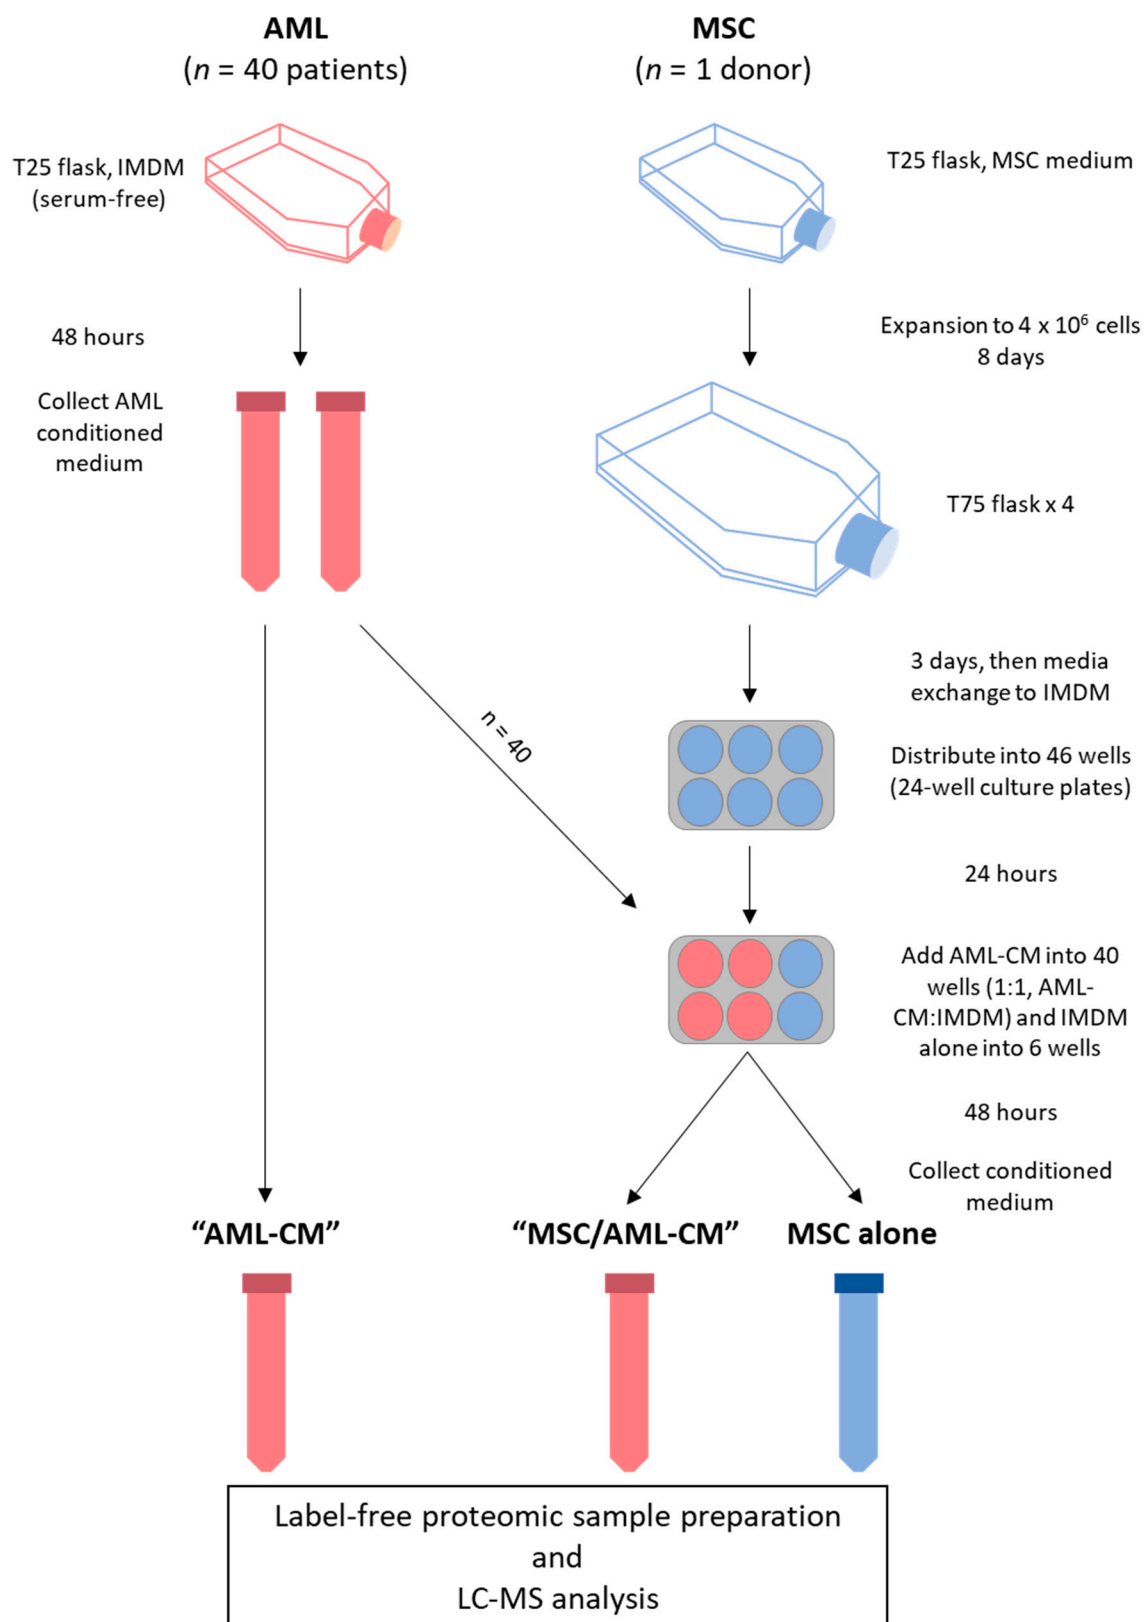 AML
(n = 40 patients)
MSC
(n = 1 donor)
T25 flask, IMDM
(serum-free)
T25 flask, MSC medium
48 hours
Collect AML
conditioned
medium
Expansion to 4 x 10⁶ cells
8 days
T75 flask x 4
3 days, then media
exchange to IMDM
n = 40
Distribute into 46 wells
(24-well culture plates)
24 hours
Add AML-CM into 40
wells (1:1, AML-
CM:IMDM) and IMDM
alone into 6 wells
48 hours
Collect conditioned
medium
“AML-CM”
“MSC/AML-CM”
MSC alone
Label-free proteomic sample preparation
and
LC-MS analysis